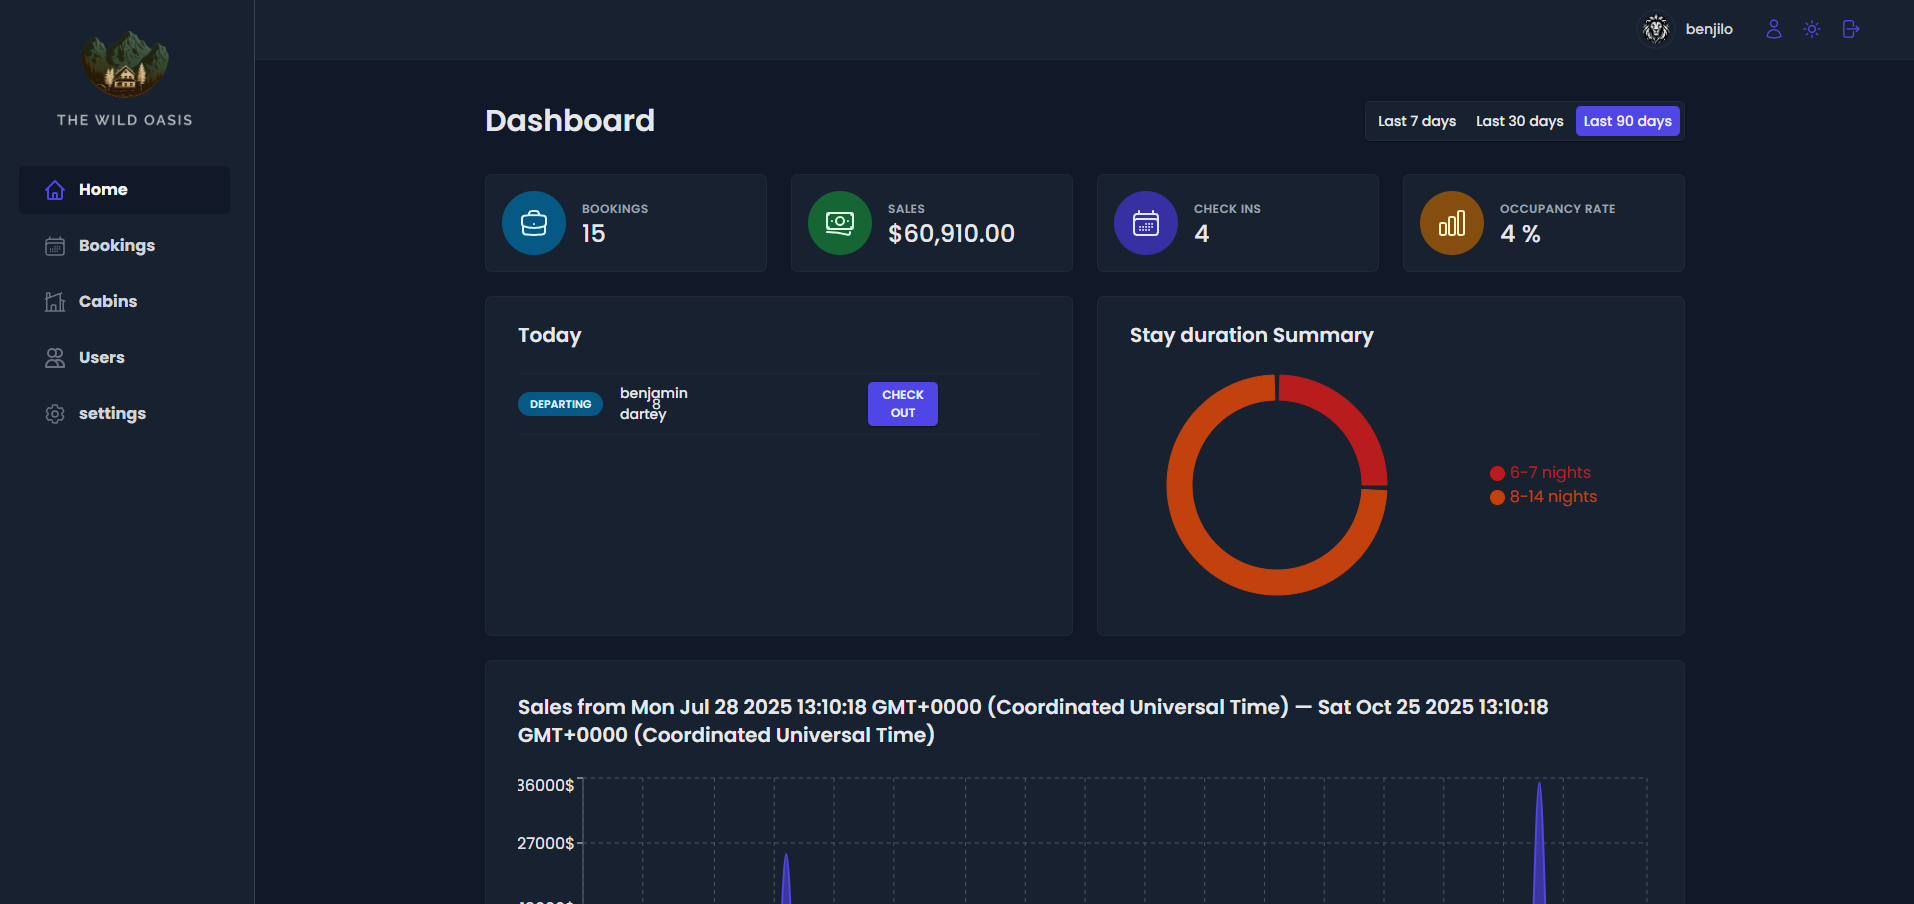 THE WILD OASIS
Home
Bookings
Cabins
Users
settings
benjilo
Dashboard
Last 7 days Last 30 days Last 90 days
BOOKINGS
15
SALES
$60,910.00
CHECK INS
4
OCCUPANCY RATE
4 %
Today
DEPARTING
benjamin
dartey
8
CHECK
OUT
Stay duration Summary
6-7 nights
8-14 nights
Sales from Mon Jul 28 2025 13:10:18 GMT+0000 (Coordinated Universal Time) — Sat Oct 25 2025 13:10:18
GMT+0000 (Coordinated Universal Time)
36000$
27000$